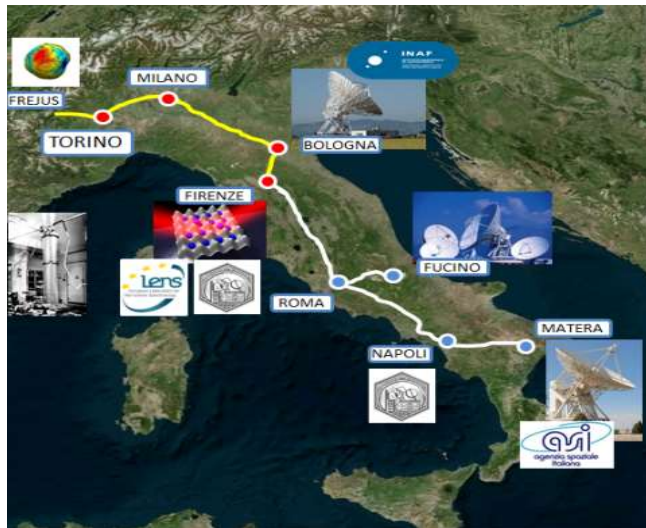 INAF
MILANO
FREJUS
TORINO
BOLOGNA
FIRENZE
FUCINO
lens
ROMA
MATERA
NAPOLI
asi
agenzia spaziale
italiana